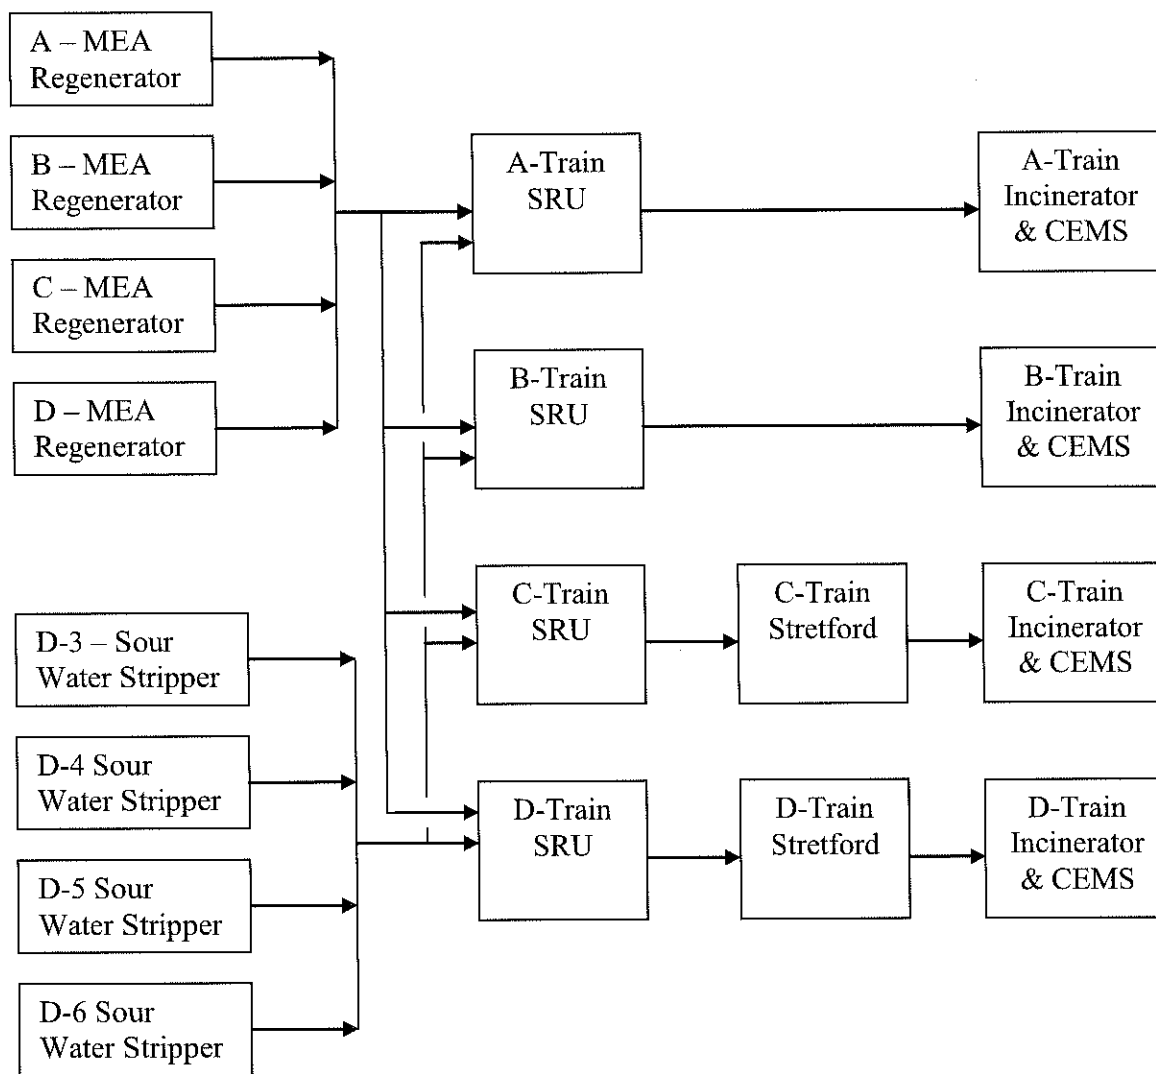 A – MEA
Regenerator
B – MEA
Regenerator
C – MEA
Regenerator
D – MEA
Regenerator
D-3 – Sour
Water Stripper
D-4 Sour
Water Stripper
D-5 Sour
Water Stripper
D-6 Sour
Water Stripper
A-Train
SRU
B-Train
SRU
C-Train
SRU
D-Train
SRU
C-Train
Stretford
D-Train
Stretford
A-Train
Incinerator
& CEMS
B-Train
Incinerator
& CEMS
C-Train
Incinerator
& CEMS
D-Train
Incinerator
& CEMS